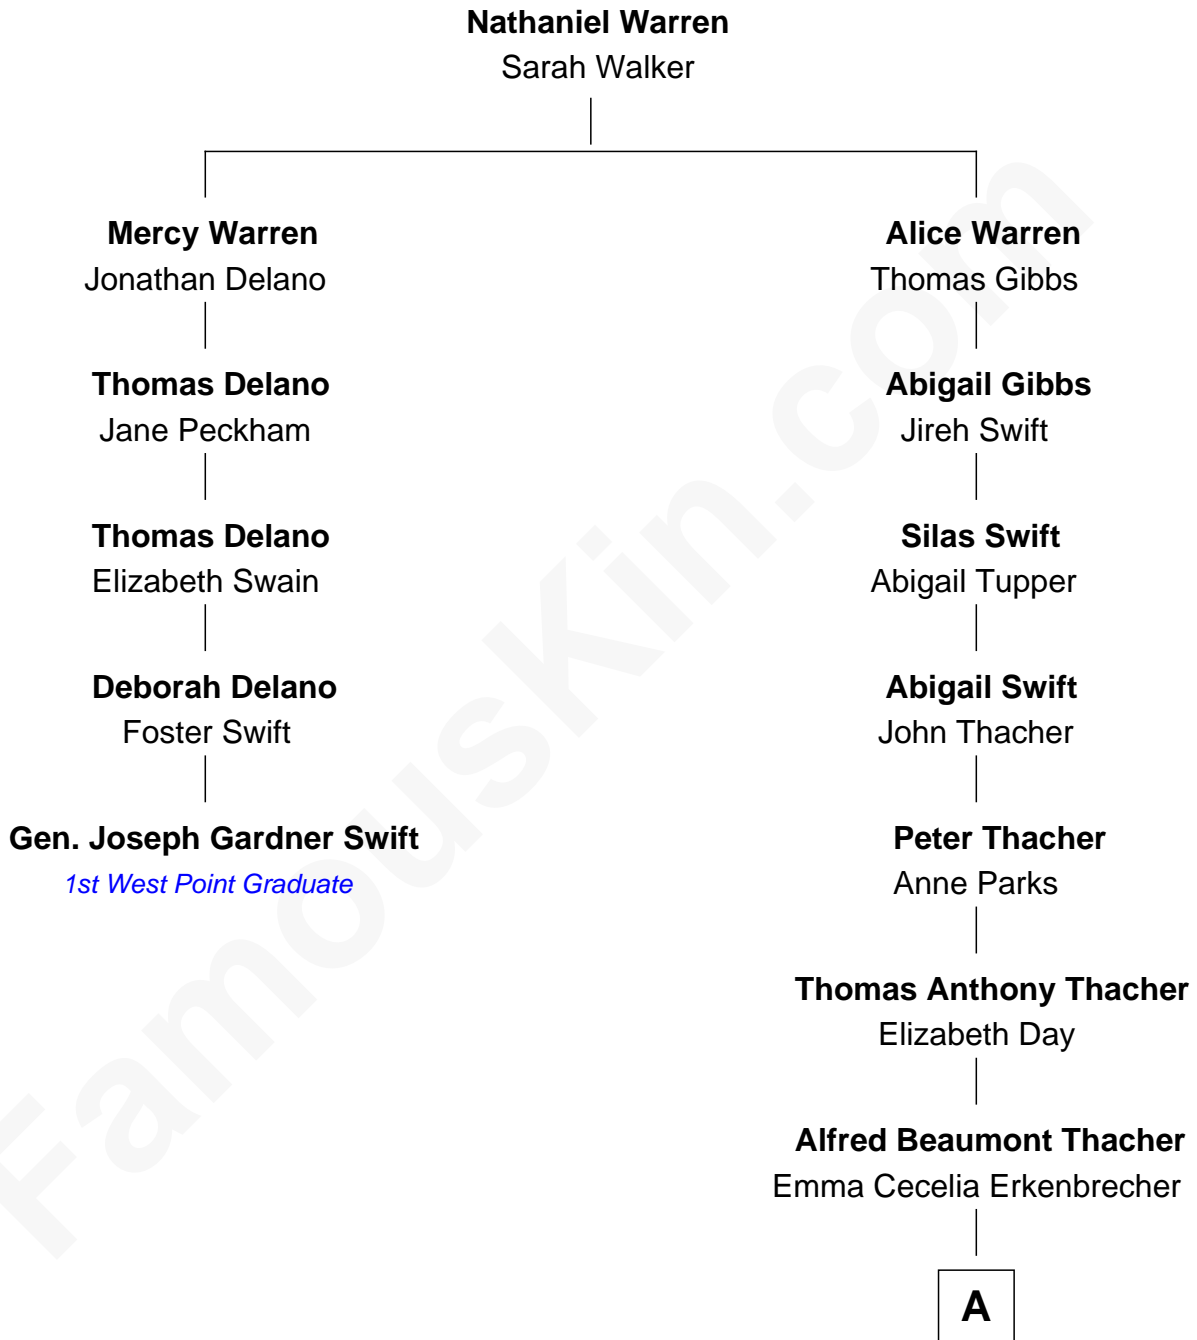 Nathaniel Warren
Sarah Walker
Mercy Warren
Jonathan Delano
Alice Warren
Thomas Gibbs
Thomas Delano
Jane Peckham
Abigail Gibbs
Jireh Swift
Thomas Delano
Elizabeth Swain
Silas Swift
Abigail Tupper
Deborah Delano
Foster Swift
Abigail Swift
John Thacher
Gen. Joseph Gardner Swift
1st West Point Graduate
Peter Thacher
Anne Parks
Thomas Anthony Thacher
Elizabeth Day
Alfred Beaumont Thacher
Emma Cecelia Erkenbrecher
A
FamousKin.com